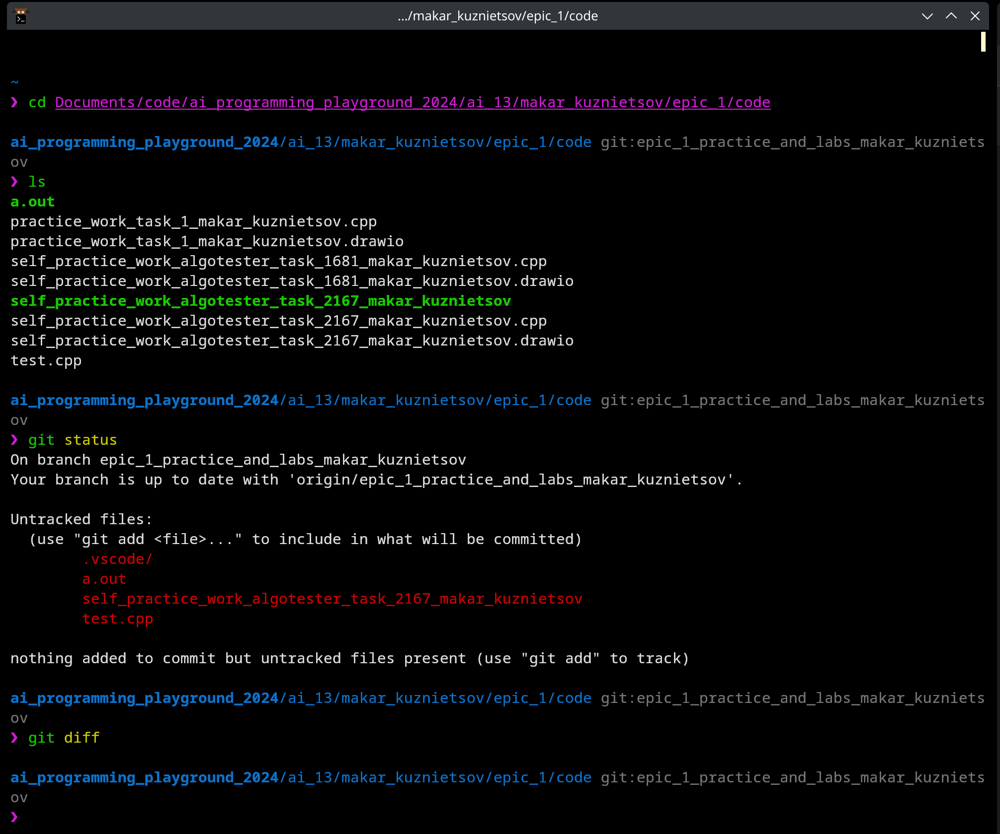 .../makar_kuznietsov/epic_1/code
~
❯ cd Documents/code/ai_programming_playground_2024/ai_13/makar_kuznietsov/epic_1/code
ai_programming_playground_2024/ai_13/makar_kuznietsov/epic_1/code git:epic_1_practice_and_labs_makar_kuzniets
ov
❯ ls
a.out
practice_work_task_1_makar_kuznietsov.cpp
practice_work_task_1_makar_kuznietsov.drawio
self_practice_work_algotester_task_1681_makar_kuznietsov.cpp
self_practice_work_algotester_task_1681_makar_kuznietsov.drawio
self_practice_work_algotester_task_2167_makar_kuznietsov
self_practice_work_algotester_task_2167_makar_kuznietsov.cpp
self_practice_work_algotester_task_2167_makar_kuznietsov.drawio
test.cpp
ai_programming_playground_2024/ai_13/makar_kuznietsov/epic_1/code git:epic_1_practice_and_labs_makar_kuzniets
ov
❯ git status
On branch epic_1_practice_and_labs_makar_kuznietsov
Your branch is up to date with 'origin/epic_1_practice_and_labs_makar_kuznietsov'.
Untracked files:
  (use "git add <file>..." to include in what will be committed)
        .vscode/
        a.out
        self_practice_work_algotester_task_2167_makar_kuznietsov
        test.cpp
nothing added to commit but untracked files present (use "git add" to track)
ai_programming_playground_2024/ai_13/makar_kuznietsov/epic_1/code git:epic_1_practice_and_labs_makar_kuzniets
ov
❯ git diff
ai_programming_playground_2024/ai_13/makar_kuznietsov/epic_1/code git:epic_1_practice_and_labs_makar_kuzniets
ov
❯